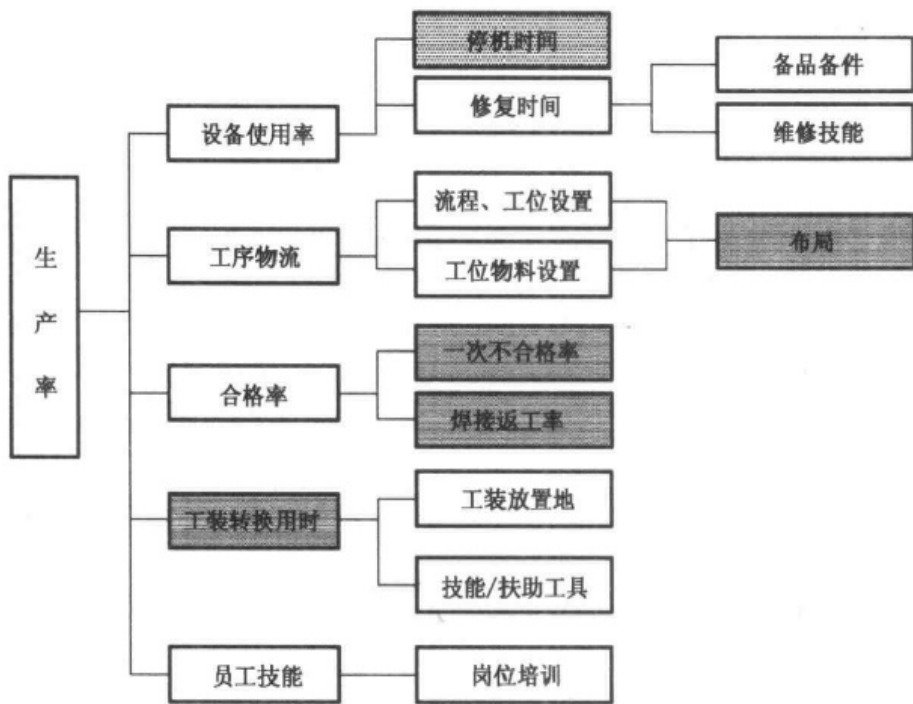 停机时间
备品备件
修复时间
设备使用率
维修技能
流程、工位设置
生产率
工序物流
布局
工位物料设置
一次不合格率
合格率
焊接返工率
工装放置地
工装转换用时
技能/扶助工具
员工技能
岗位培训